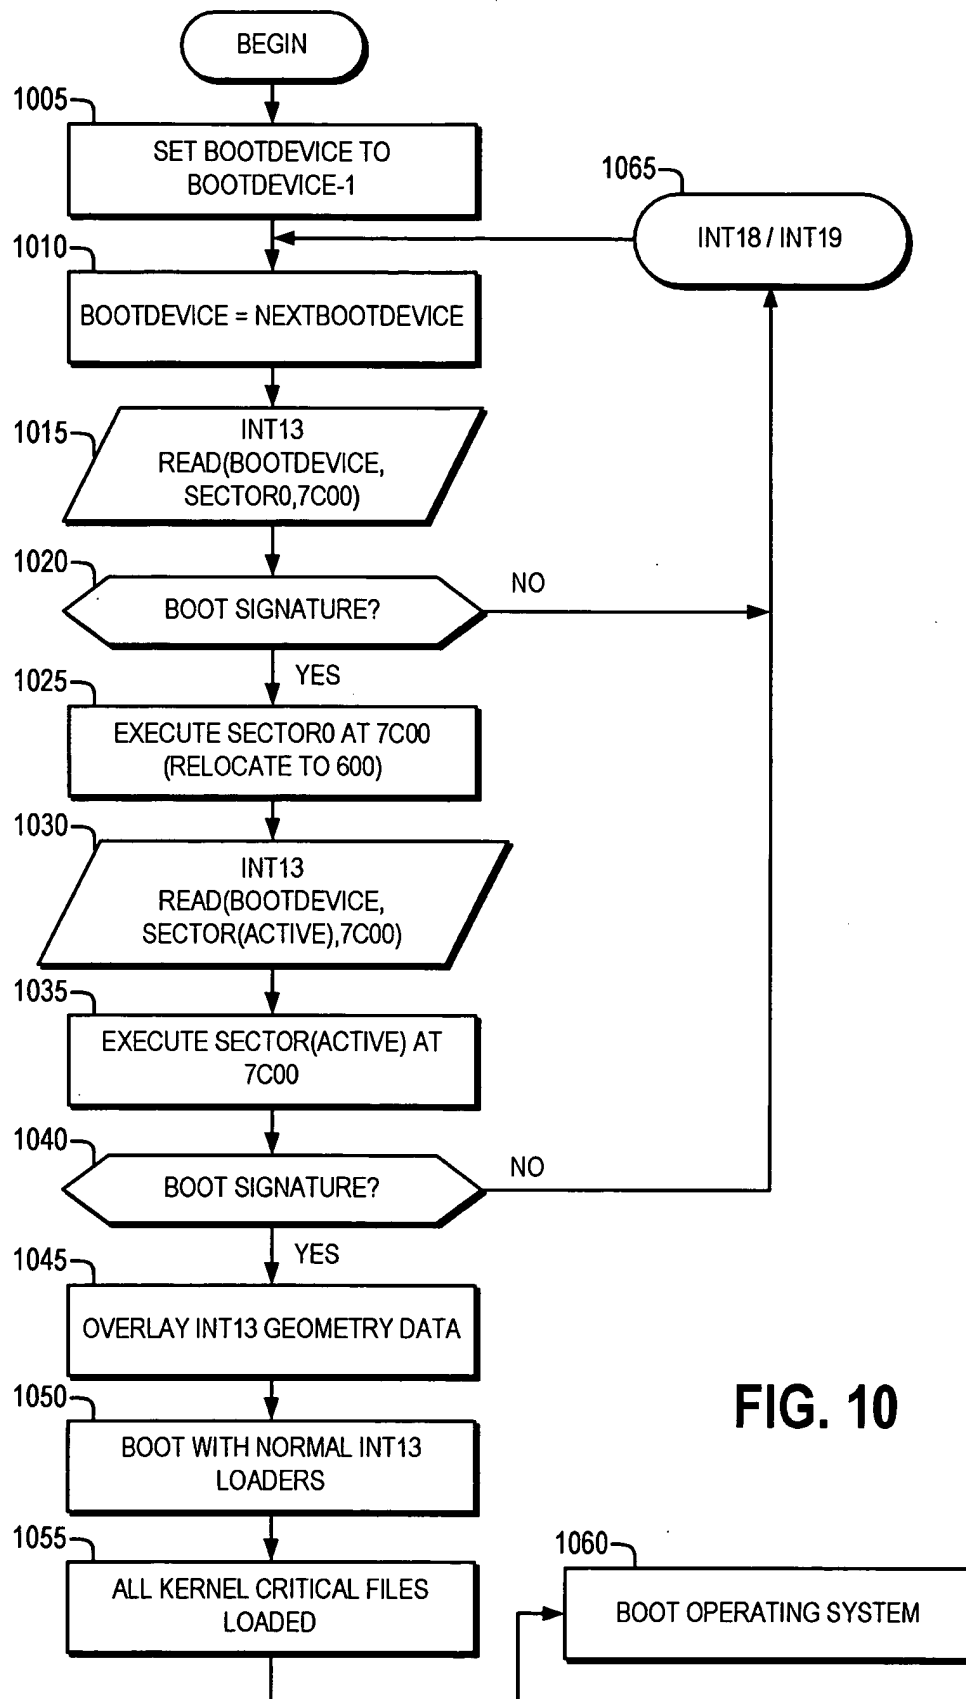 BEGIN
1005
SET BOOTDEVICE TO
BOOTDEVICE-1
1065
INT18 / INT19
1010
BOOTDEVICE = NEXTBOOTDEVICE
1015
INT13
READ(BOOTDEVICE,
SECTOR0,7C00)
1020
BOOT SIGNATURE?
NO
YES
1025
EXECUTE SECTOR0 AT 7C00
(RELOCATE TO 600)
1030
INT13
READ(BOOTDEVICE,
SECTOR(ACTIVE),7C00)
1035
EXECUTE SECTOR(ACTIVE) AT
7C00
1040
BOOT SIGNATURE?
NO
YES
1045
OVERLAY INT13 GEOMETRY DATA
1050
BOOT WITH NORMAL INT13
LOADERS
FIG. 10
1055
ALL KERNEL CRITICAL FILES
LOADED
1060
BOOT OPERATING SYSTEM